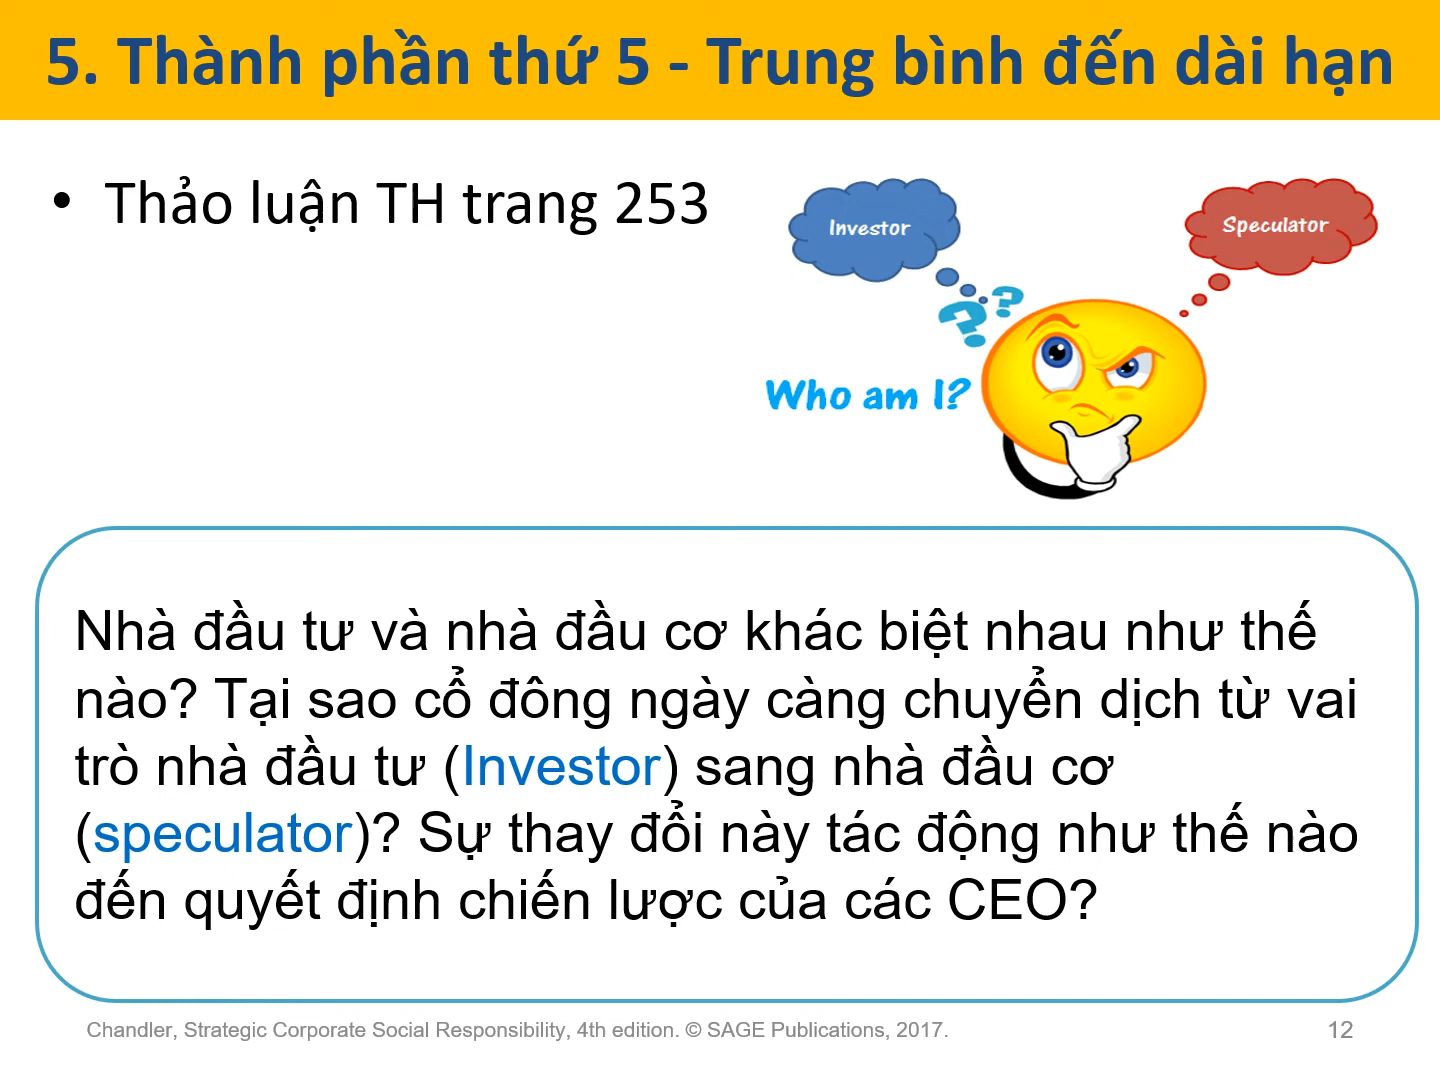 5. Thành phần thứ 5 - Trung bình đến dài hạn
• Thảo luận TH trang 253
Investor
Speculator
? ?
Who am I?
Nhà đầu tư và nhà đầu cơ khác biệt nhau như thế
nào? Tại sao cổ đông ngày càng chuyển dịch từ vai
trò nhà đầu tư (Investor) sang nhà đầu cơ
(speculator)? Sự thay đổi này tác động như thế nào
đến quyết định chiến lược của các CEO?
Chandler, Strategic Corporate Social Responsibility, 4th edition. © SAGE Publications, 2017.
12